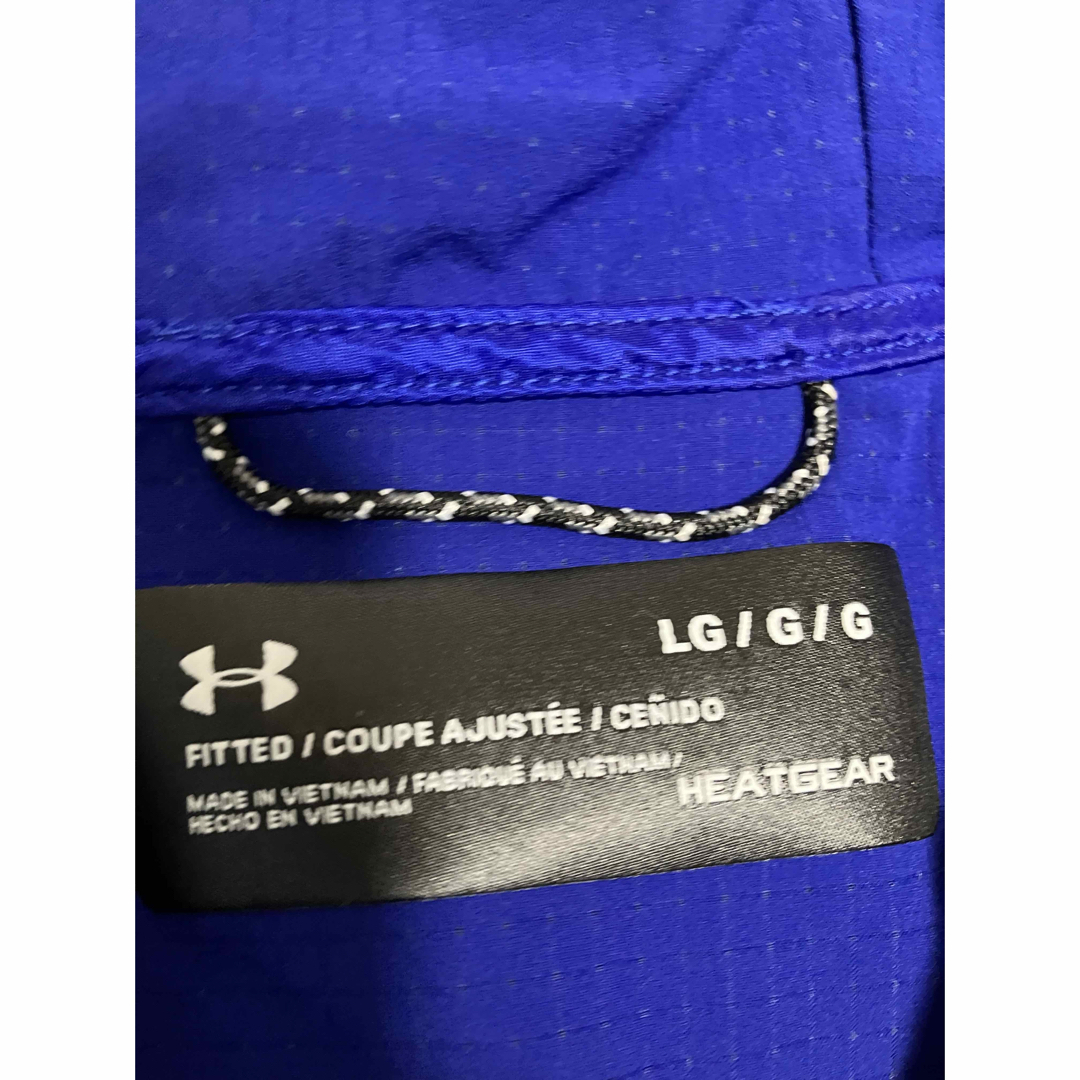 LG / G / G
FITTED / COUPE AJUSTÉE / CEÑIDO
MADE IN VIETNAM / FABRIQUÉ AU VIETNAM /
HECHO EN VIETNAM
HEATGEAR